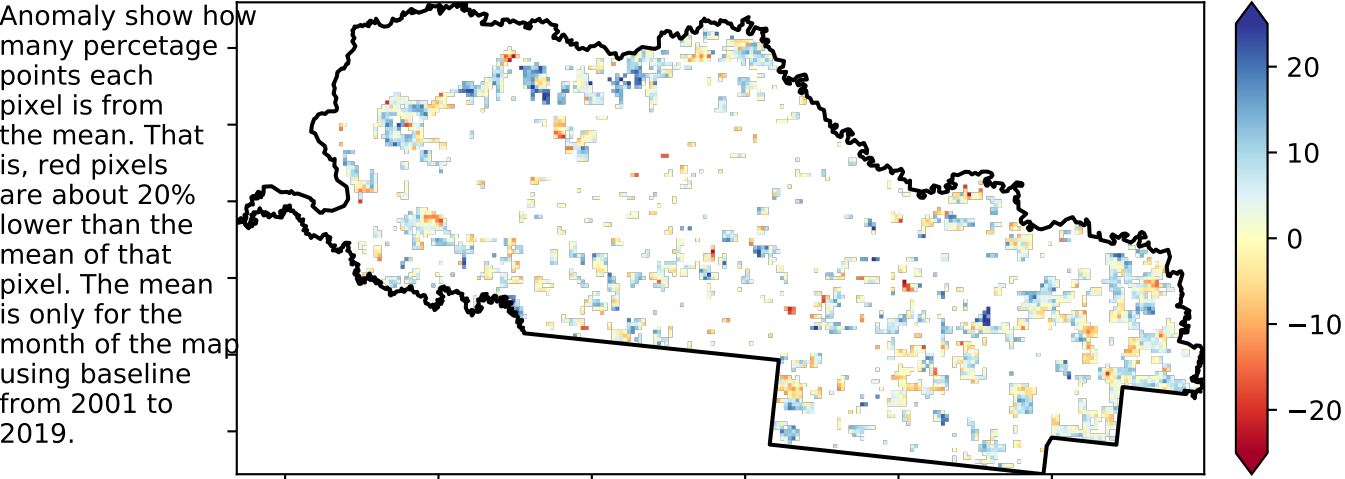 Anomaly show how
many percetage
points each
pixel is from
the mean. That
is, red pixels
are about 20%
lower than the
mean of that
pixel. The mean
is only for the
month of the map
using baseline
from 2001 to
2019.
20
10
0
−10
−20